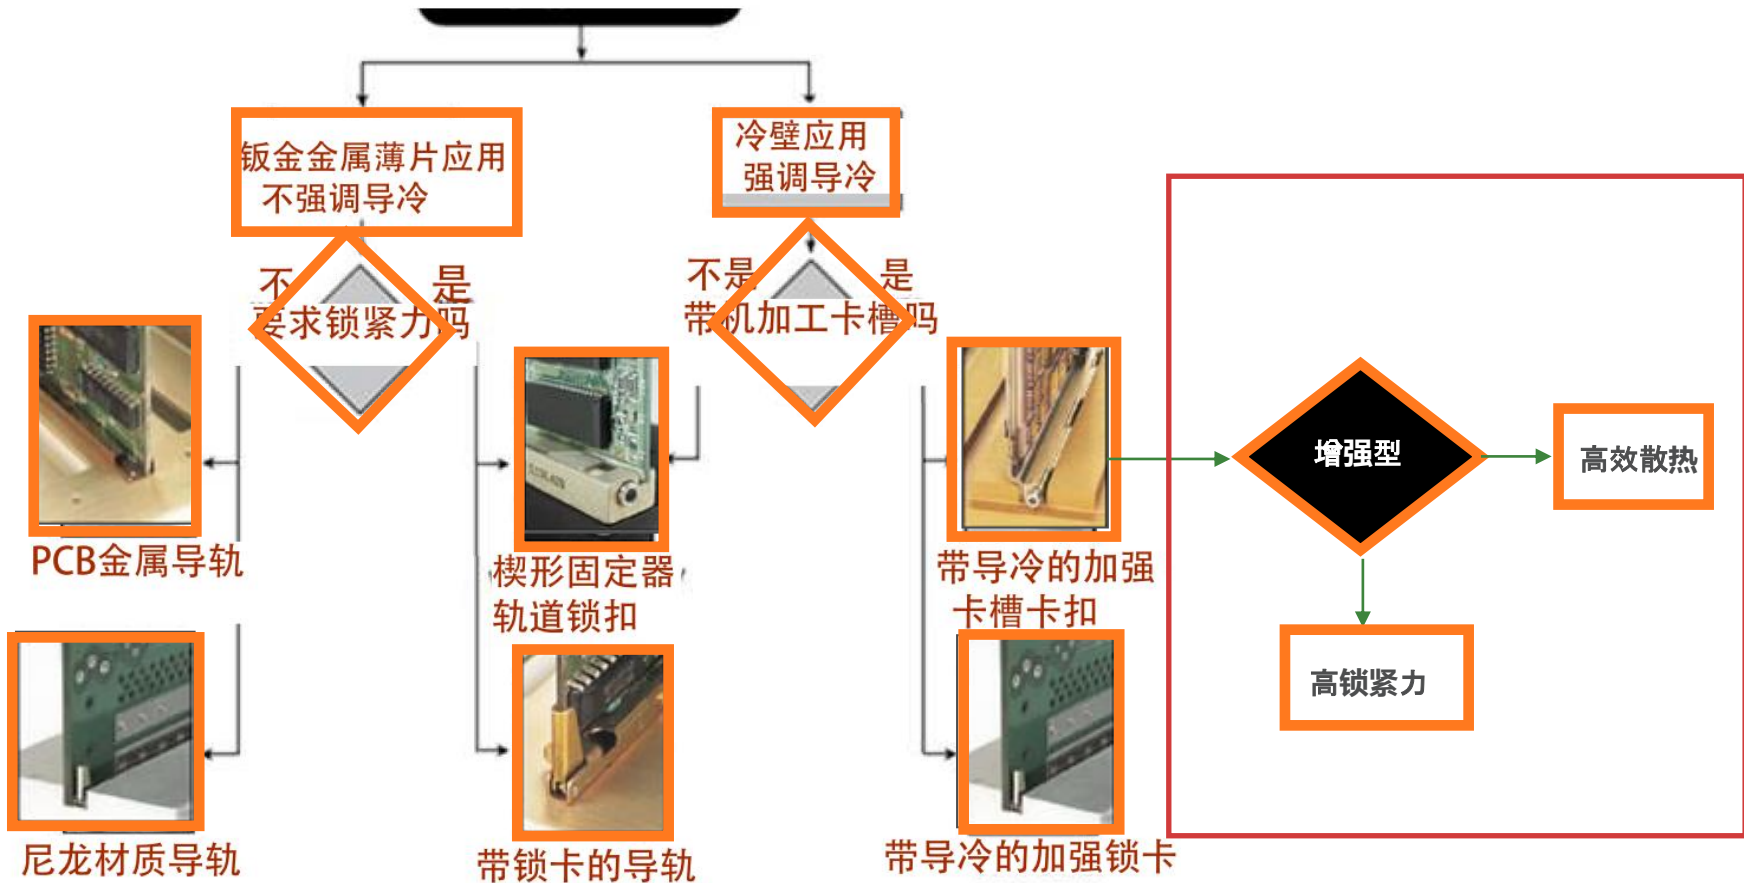 钣金金属薄片应用
不强调导冷
冷壁应用
强调导冷
不
是
要求锁紧力吗
不是
是
带机加工卡槽吗
PCB金属导轨
楔形固定器
轨道锁扣
带导冷的加强
卡槽卡扣
增强型
高效散热
高锁紧力
尼龙材质导轨
带锁卡的导轨
带导冷的加强锁卡